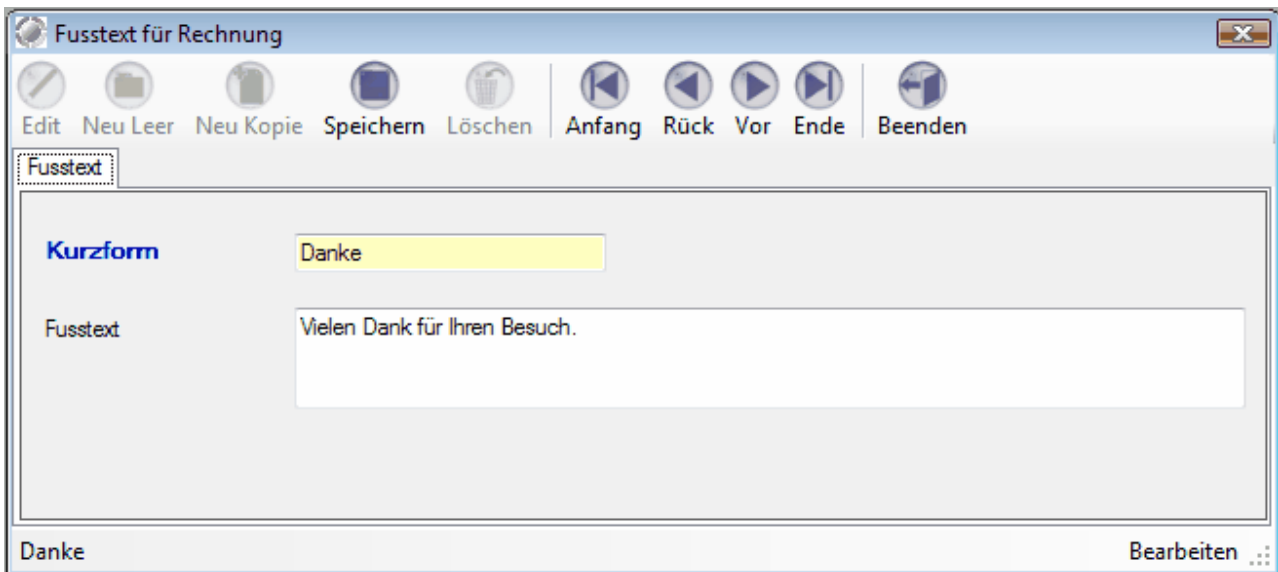 Fusstext für Rechnung
Edit Neu Leer Neu Kopie Speichern Löschen Anfang Rück Vor Ende Beenden
Fusstext
Kurzform Danke
Fusstext Vielen Dank für Ihren Besuch.
Danke Bearbeiten